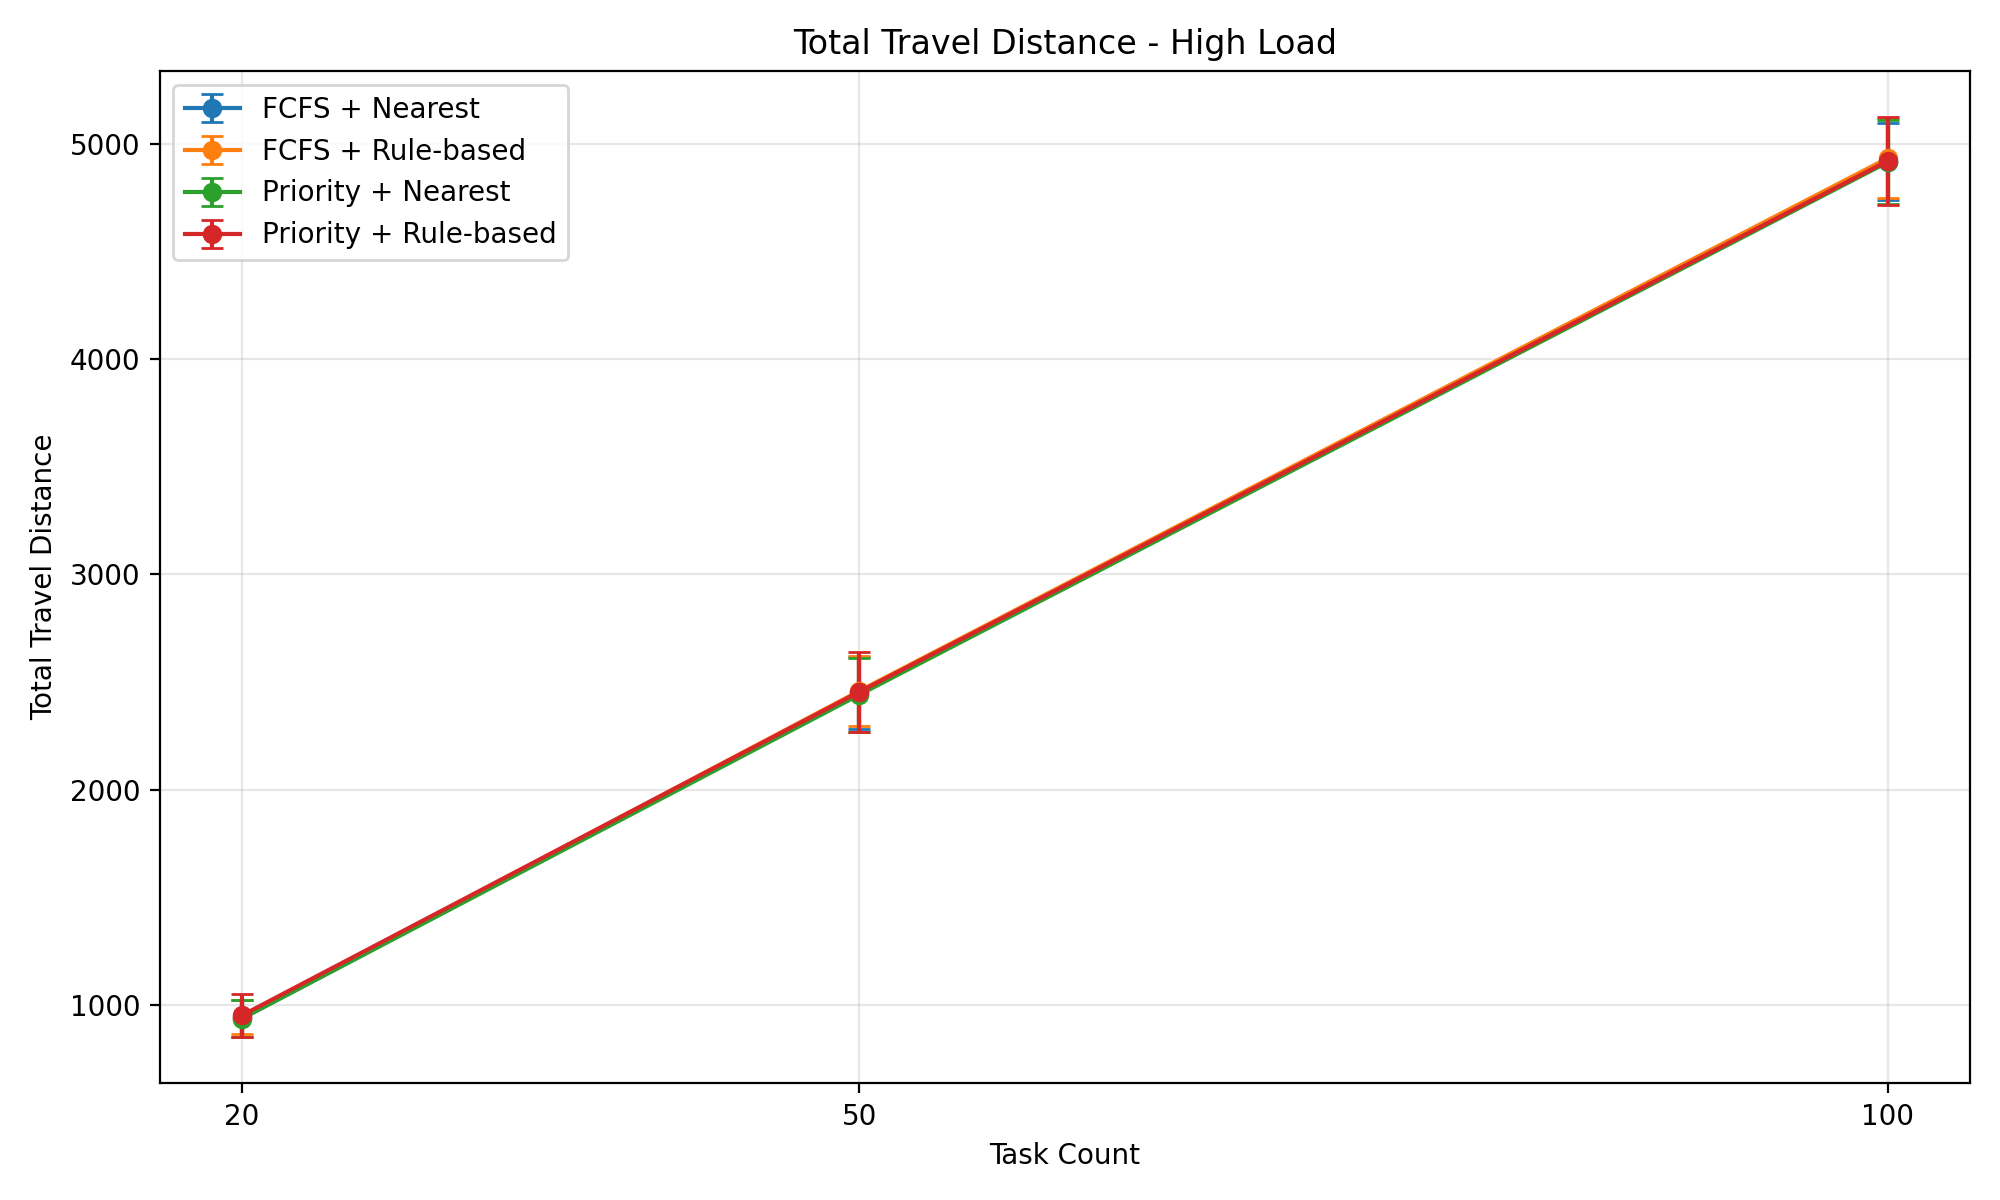 Total Travel Distance - High Load
FCFS + Nearest
FCFS + Rule-based
Priority + Nearest
Priority + Rule-based
Total Travel Distance
5000
4000
3000
2000
1000
20
50
100
Task Count